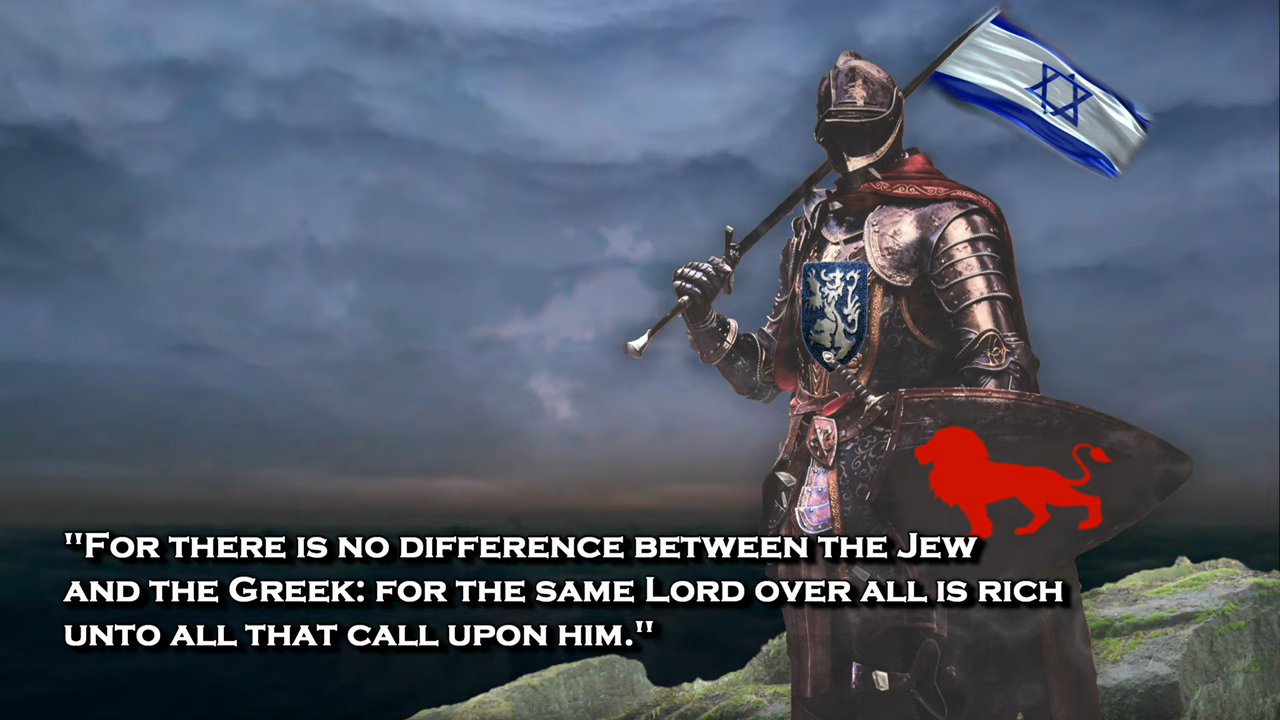 "For there is no difference between the Jew
and the Greek: for the same Lord over all is rich
unto all that call upon him."